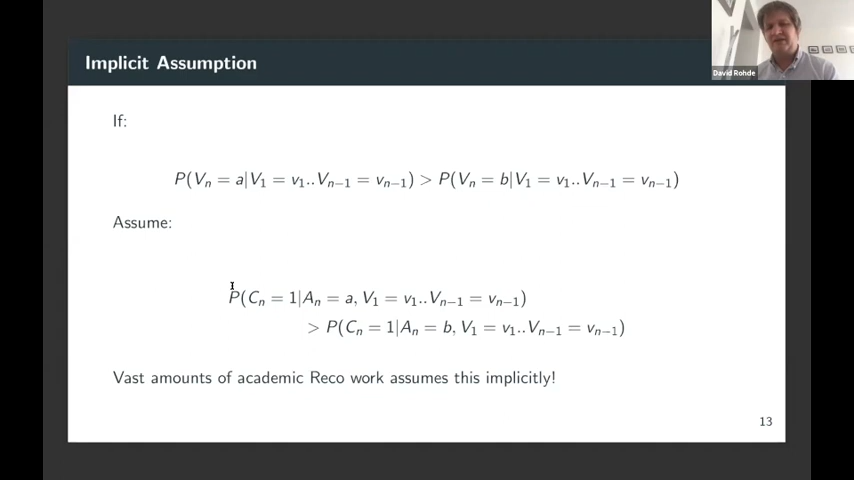 Implicit Assumption
David Rohde
If:
P(Vₙ = a|V₁ = v₁..Vₙ₋₁ = vₙ₋₁) > P(Vₙ = b|V₁ = v₁..Vₙ₋₁ = vₙ₋₁)
Assume:
P(Cₙ = 1|Aₙ = a, V₁ = v₁..Vₙ₋₁ = vₙ₋₁)
> P(Cₙ = 1|Aₙ = b, V₁ = v₁..Vₙ₋₁ = vₙ₋₁)
Vast amounts of academic Reco work assumes this implicitly!
13